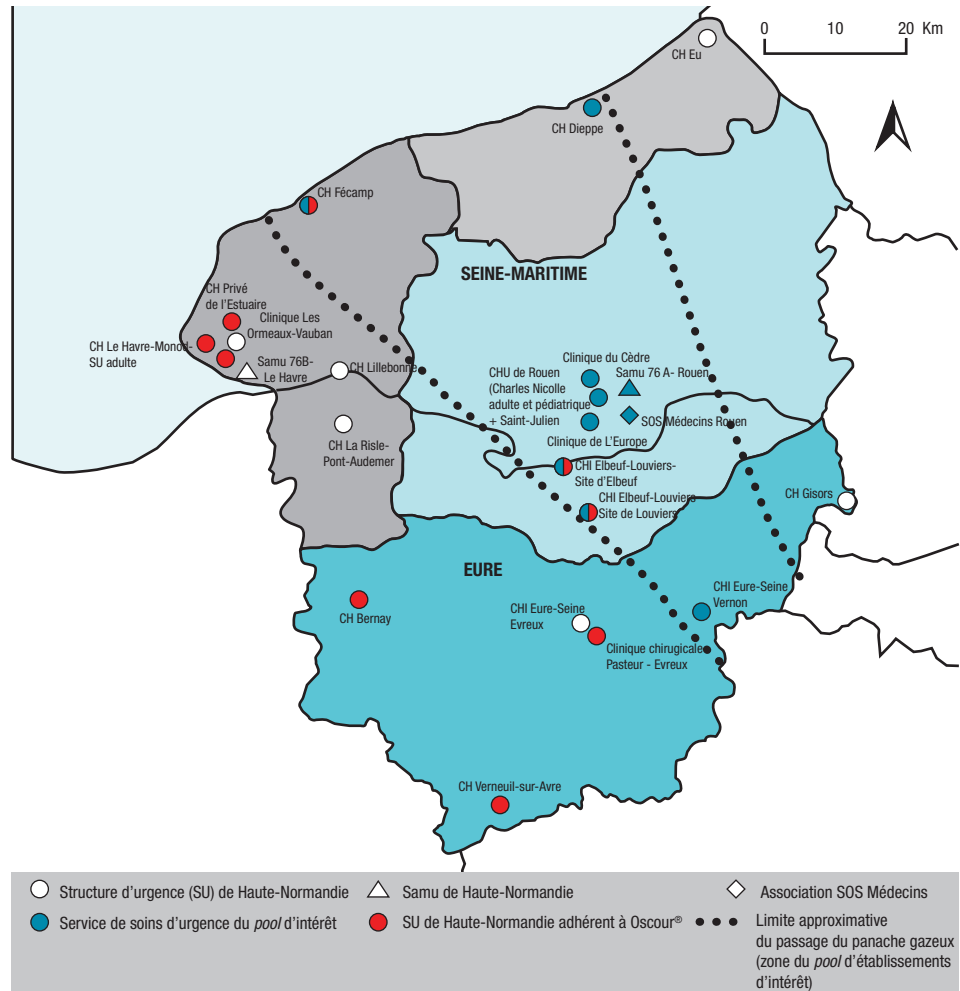 0 10 20 Km
CH Eu
CH Dieppe
CH Fécamp
SEINE-MARITIME
CH Privé
de l'Estuaire
Clinique Les
Ormeaux-Vauban
CH Le Havre-Monod-
SU adulte
Samu 76B-
Le Havre
CH Lillebonne
Clinique du Cèdre
Samu 76 A- Rouen
CHU de Rouen
(Charles Nicolle
adulte et pédiatrique
+ Saint-Julien
SOS Médecins Rouen
Clinique de L'Europe
CH La Risle-
Pont-Audemer
CHI Elbeuf-Louviers-
Site d'Elbeuf
CHI Elbeuf-Louviers
Site de Louviers
CH Gisors
EURE
CHI Eure-Seine
Vernon
CH Bernay
CHI Eure-Seine
Evreux
Clinique chirugicale
Pasteur - Evreux
CH Verneuil-sur-Avre
Structure d'urgence (SU) de Haute-Normandie
Samu de Haute-Normandie
Association SOS Médecins
Service de soins d'urgence du pool d'intérêt
SU de Haute-Normandie adhérent à Oscour®
Limite approximative
du passage du panache gazeux
(zone du pool d'établissements
d'intérêt)